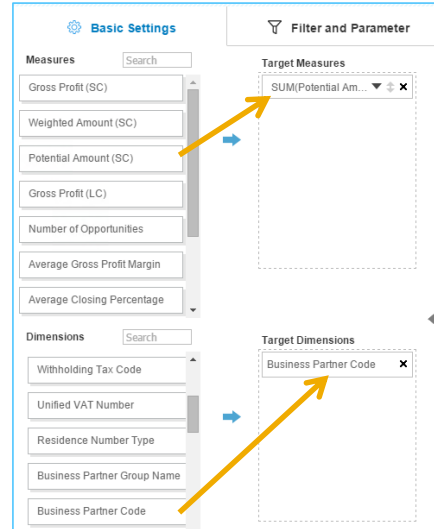 Basic Settings
Filter and Parameter
Measures
Search
Gross Profit (SC)
Weighted Amount (SC)
Potential Amount (SC)
Gross Profit (LC)
Number of Opportunities
Average Gross Profit Margin
Average Closing Percentage
Target Measures
SUM(Potential Am...
Dimensions
Search
Withholding Tax Code
Unified VAT Number
Residence Number Type
Business Partner Group Name
Business Partner Code
Target Dimensions
Business Partner Code